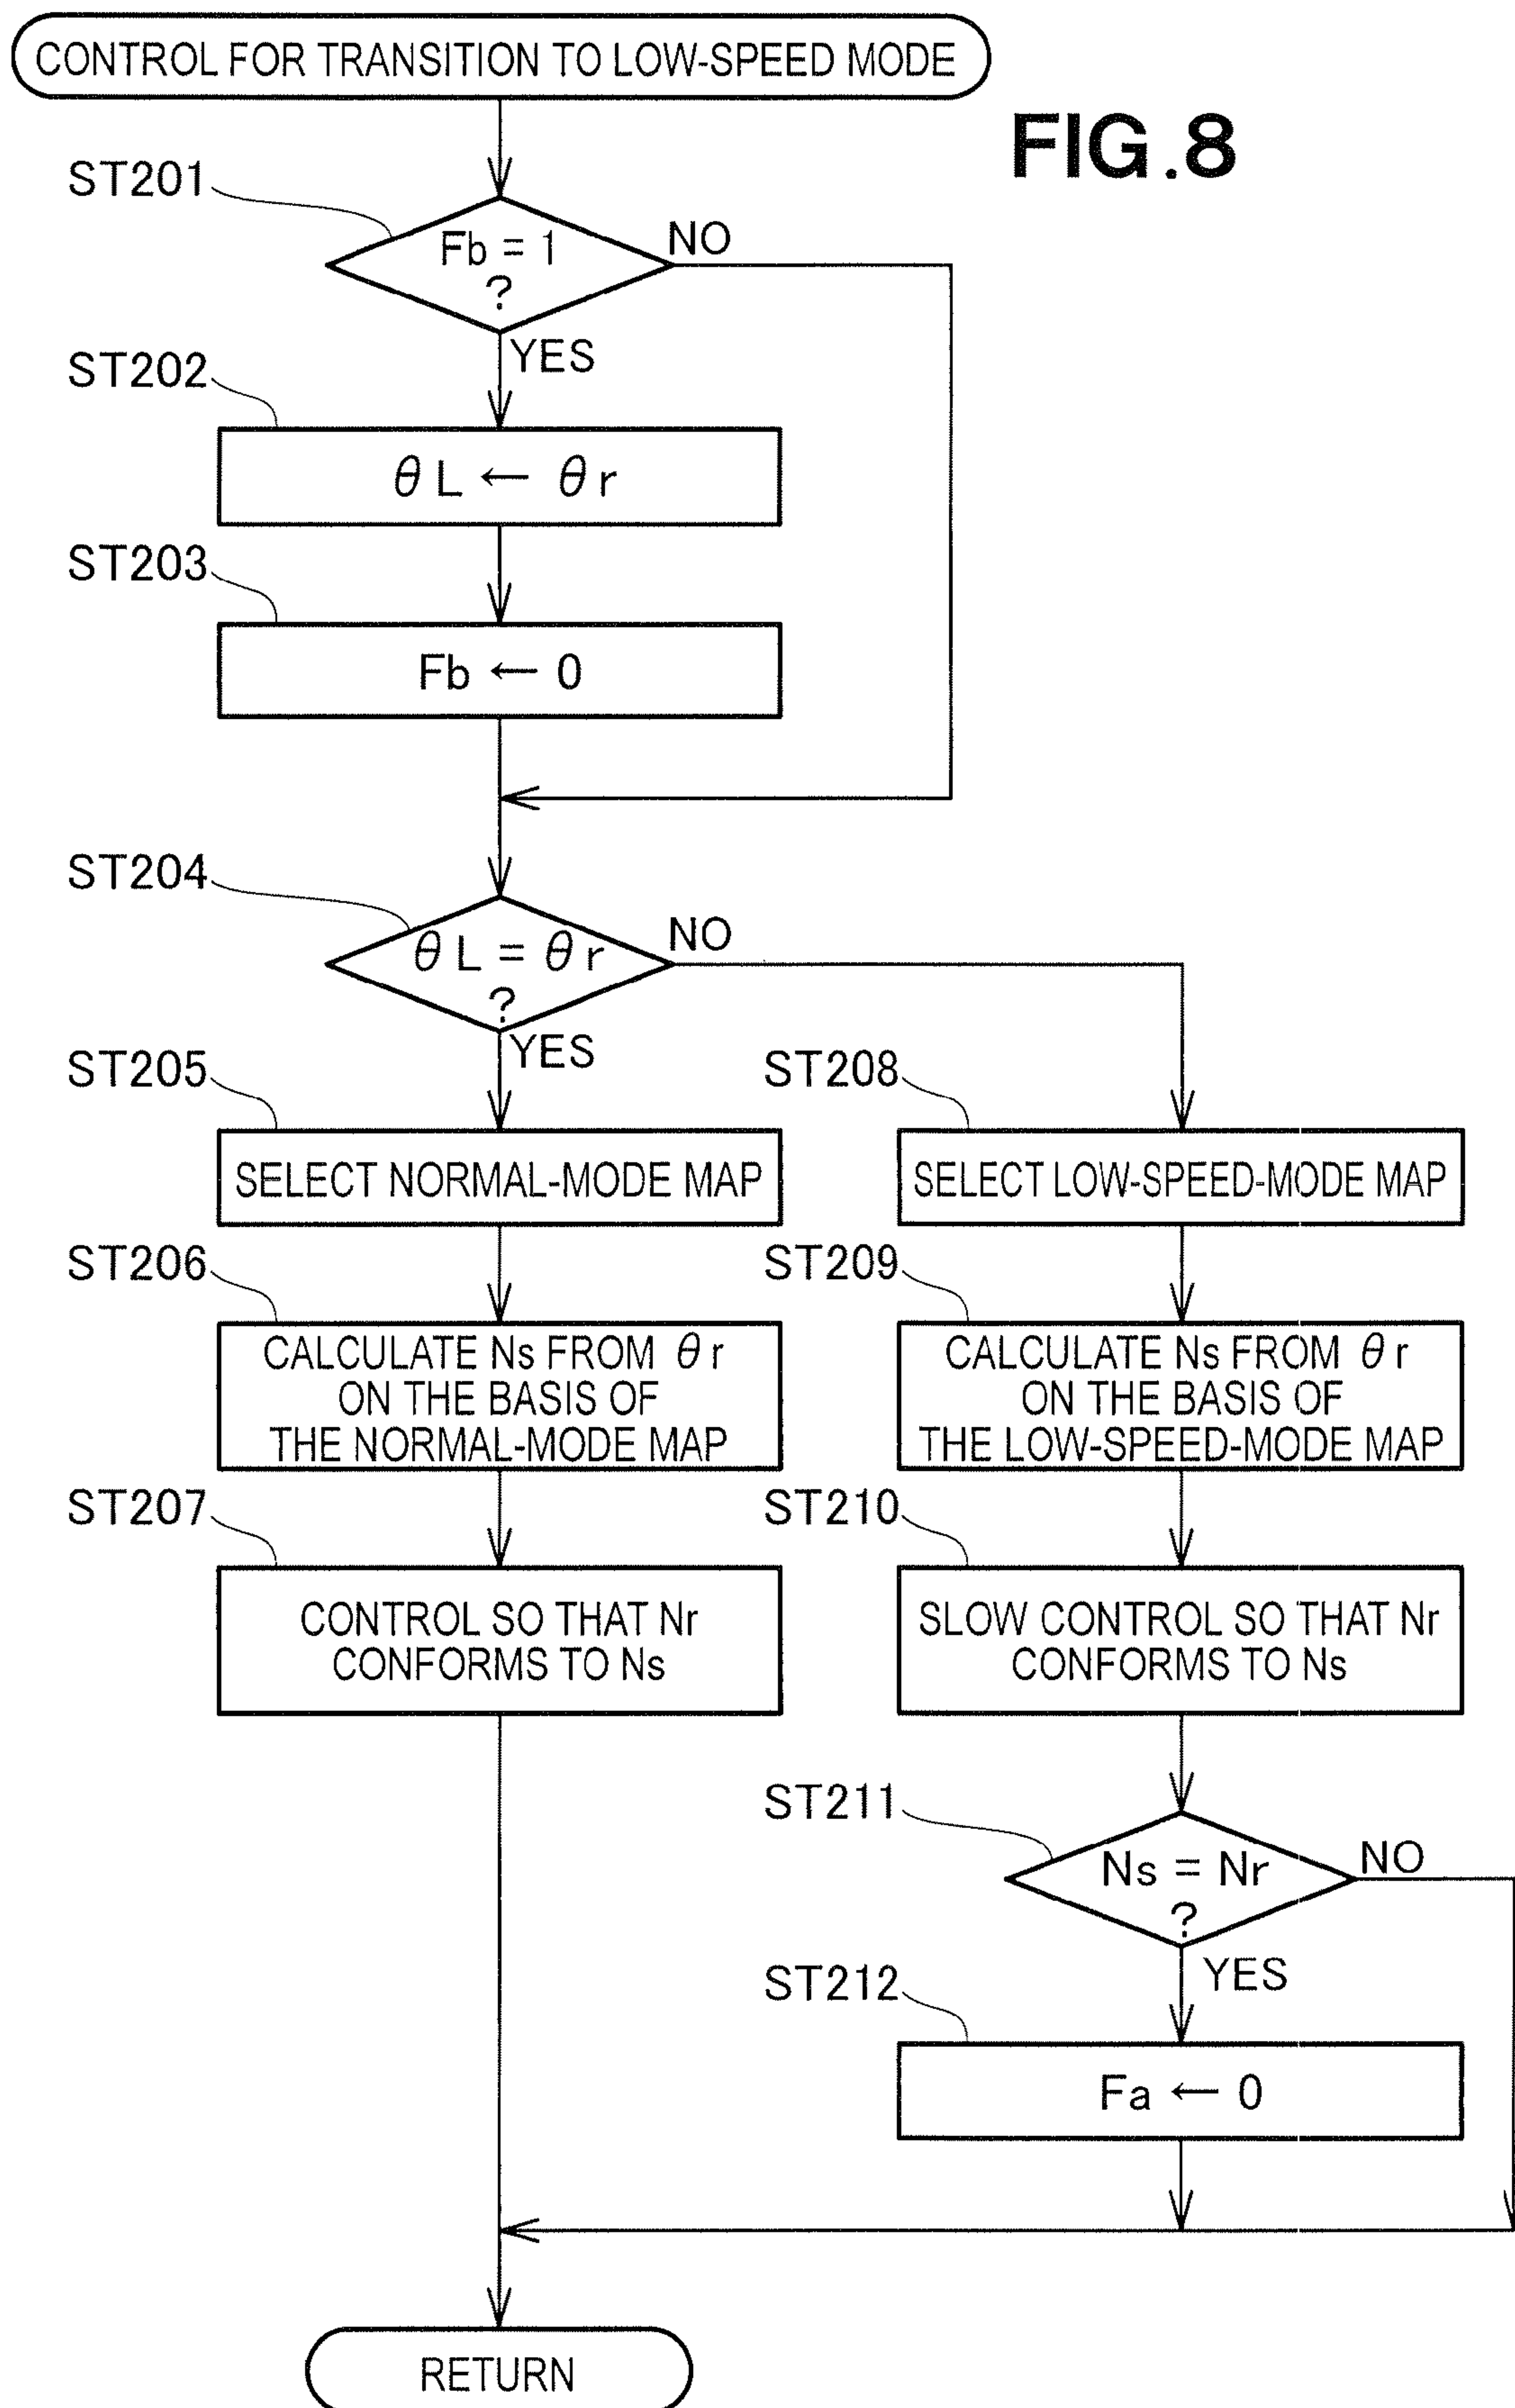 CONTROL FOR TRANSITION TO LOW-SPEED MODE
FIG.8
ST201
Fb = 1
?
NO
YES
ST202
θL ← θr
ST203
Fb ← 0
ST204
θL = θr
?
NO
YES
ST205
SELECT NORMAL-MODE MAP
ST206
CALCULATE Ns FROM θr
ON THE BASIS OF
THE NORMAL-MODE MAP
ST207
CONTROL SO THAT Nr
CONFORMS TO Ns
ST208
SELECT LOW-SPEED-MODE MAP
ST209
CALCULATE Ns FROM θr
ON THE BASIS OF
THE LOW-SPEED-MODE MAP
ST210
SLOW CONTROL SO THAT Nr
CONFORMS TO Ns
ST211
Ns = Nr
?
NO
YES
ST212
Fa ← 0
RETURN